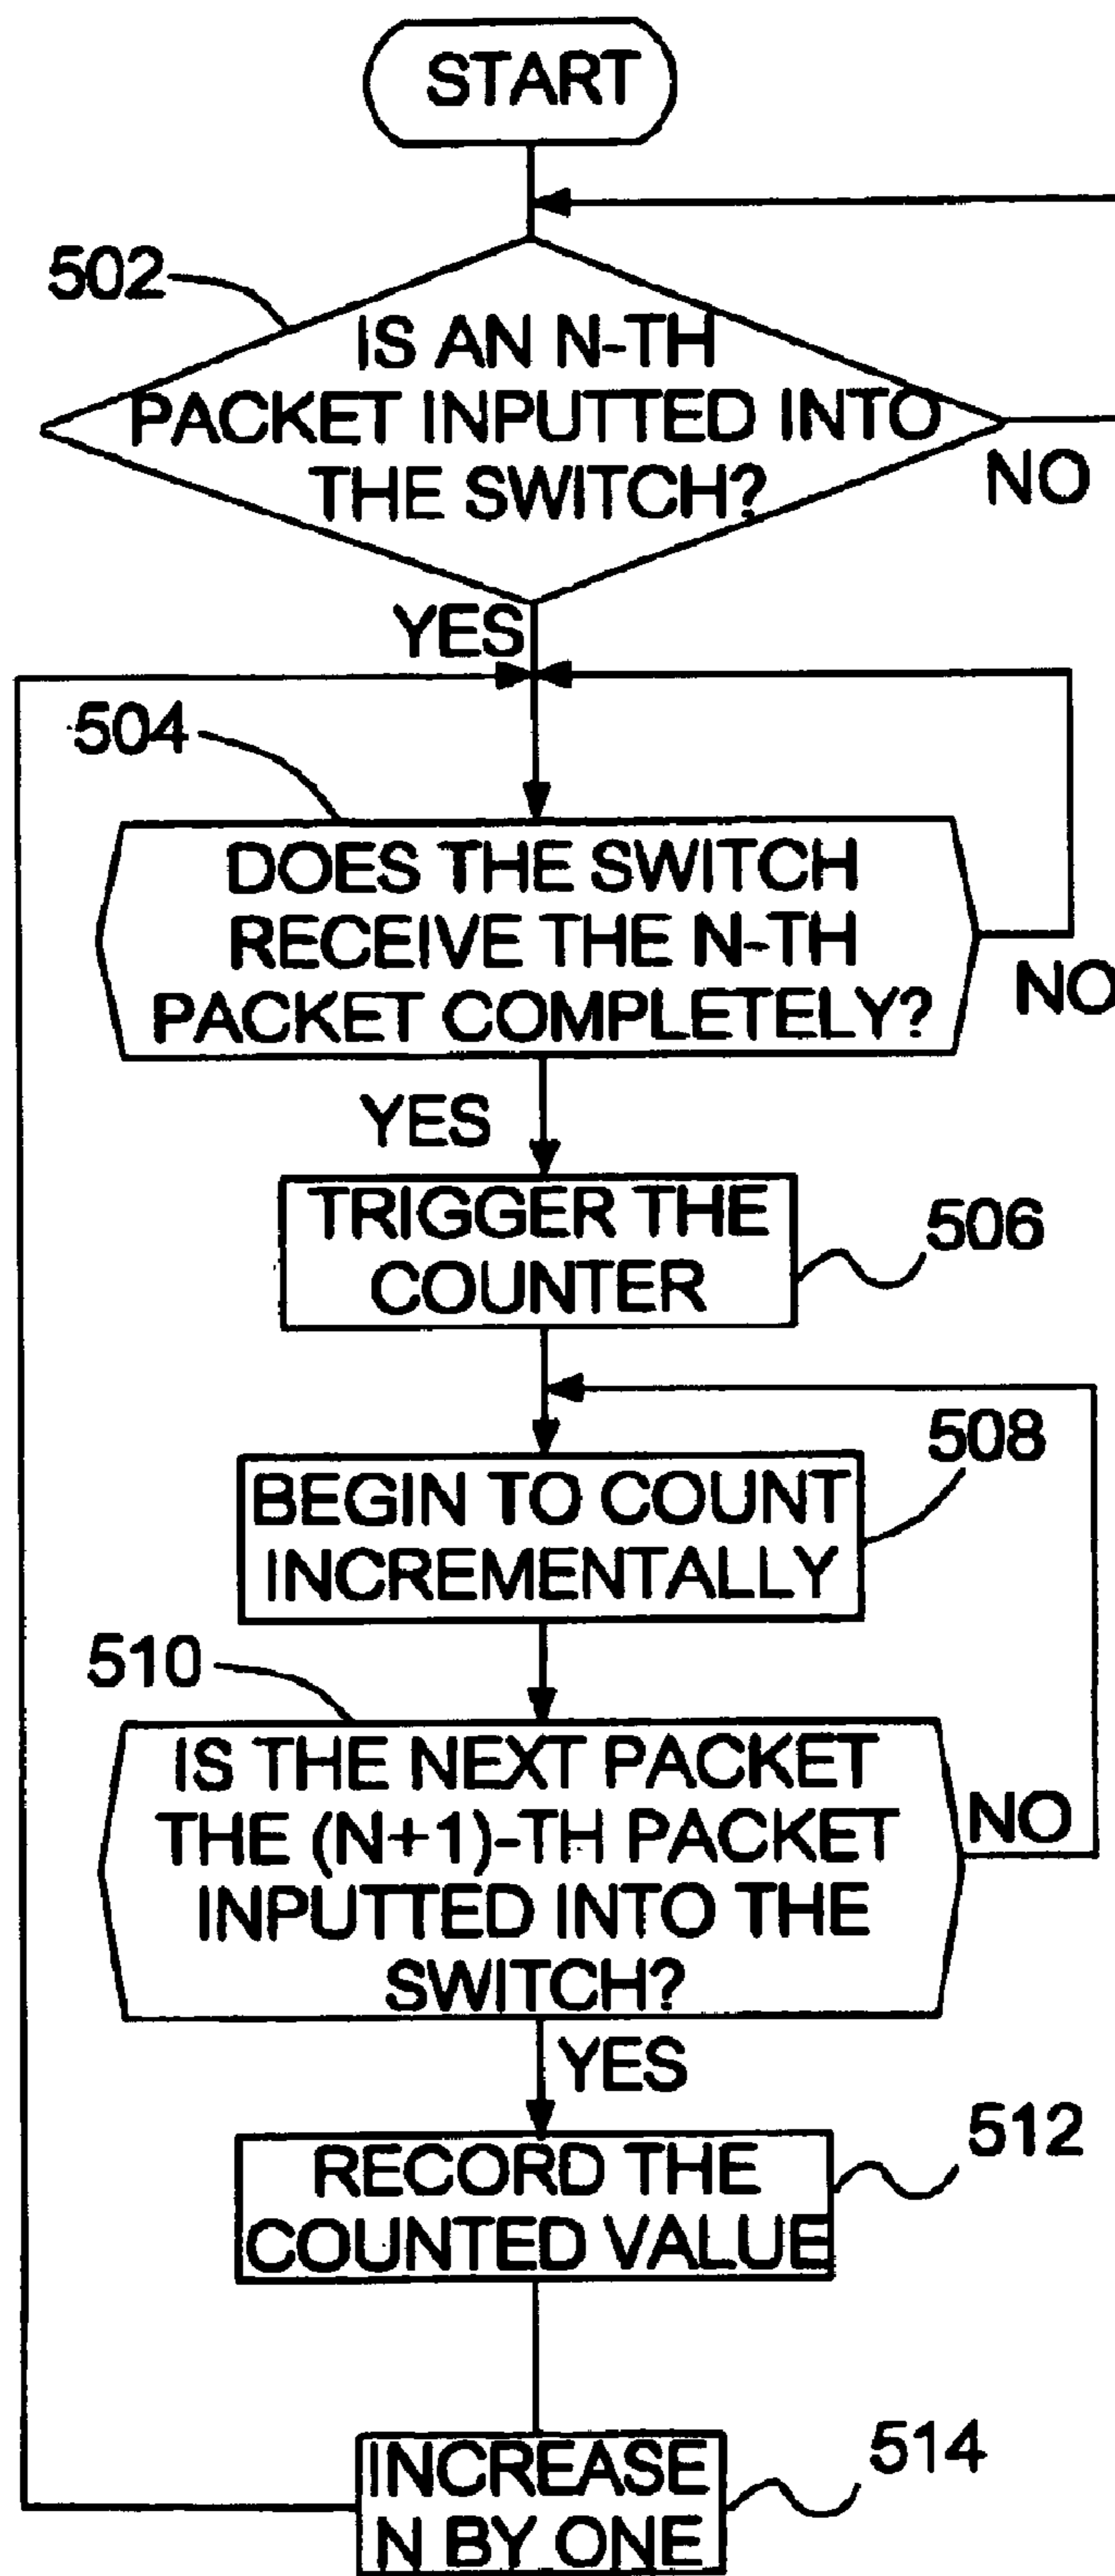 START
502
IS AN N-TH
PACKET INPUTTED INTO
THE SWITCH?
NO
YES
504
DOES THE SWITCH
RECEIVE THE N-TH
PACKET COMPLETELY?
NO
YES
TRIGGER THE
COUNTER
506
BEGIN TO COUNT
INCREMENTALLY
508
510
IS THE NEXT PACKET
THE (N+1)-TH PACKET
INPUTTED INTO THE
SWITCH?
NO
YES
RECORD THE
COUNTED VALUE
512
INCREASE
N BY ONE
514